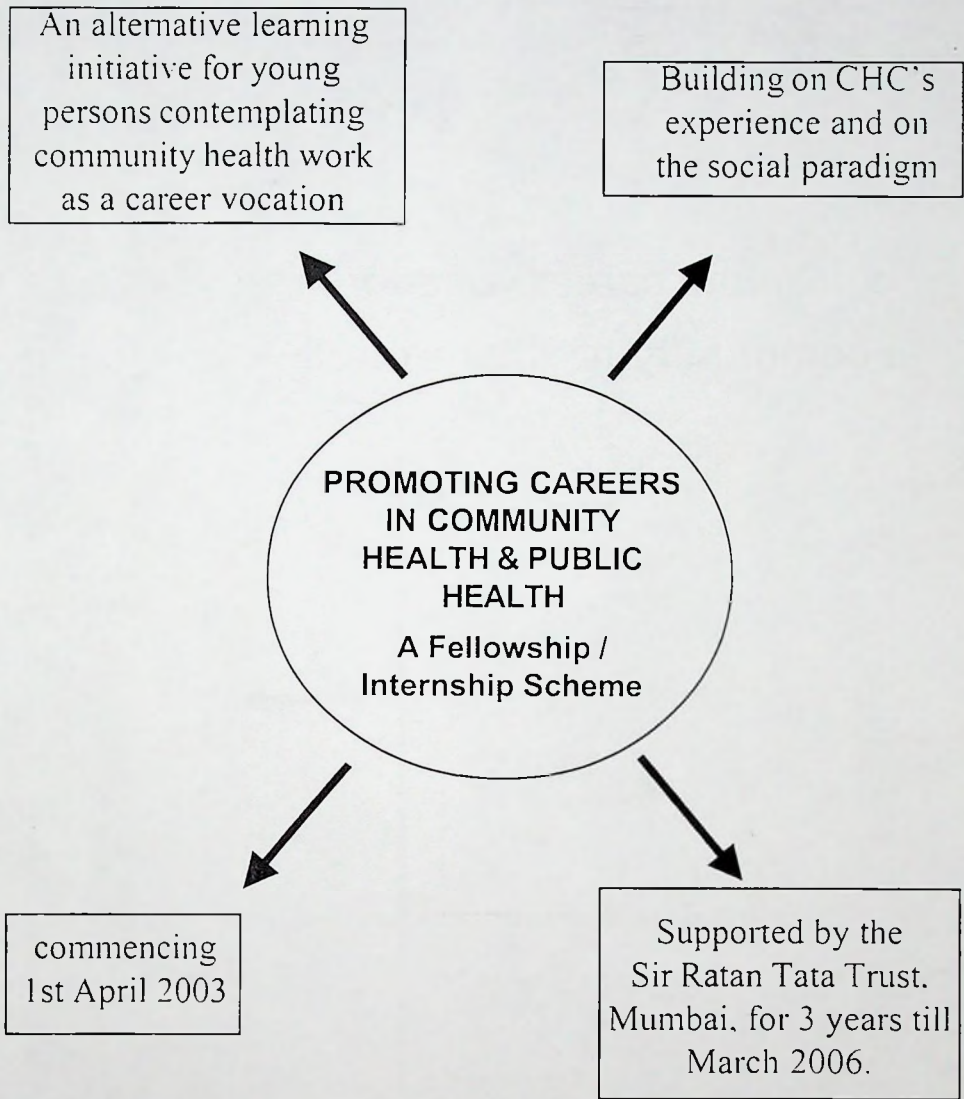 An alternative learning
initiative for young
persons contemplating
community health work
as a career vocation
Building on CHC's
experience and on
the social paradigm
PROMOTING CAREERS
IN COMMUNITY
HEALTH & PUBLIC
HEALTH
A Fellowship /
Internship Scheme
commencing
1st April 2003
Supported by the
Sir Ratan Tata Trust.
Mumbai. for 3 years till
March 2006.